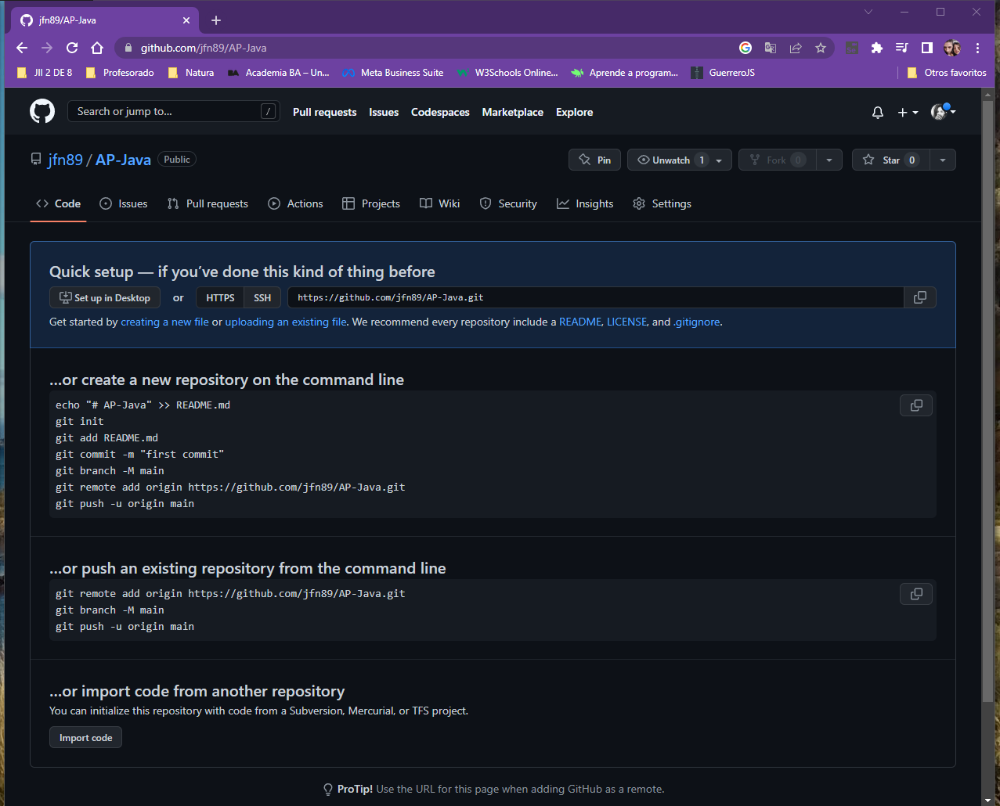 jfn89/AP-Java
github.com/jfn89/AP-Java
JII 2 DE 8 Profesorado Natura Academia BA – Un... Meta Business Suite W3Schools Online... Aprende a program... GuerreroJS Otros favoritos
Search or jump to... / Pull requests Issues Codespaces Marketplace Explore
jfn89 / AP-Java Public Pin Unwatch 1 Fork 0 Star 0
Code Issues Pull requests Actions Projects Wiki Security Insights Settings
Quick setup — if you’ve done this kind of thing before
Set up in Desktop or HTTPS SSH https://github.com/jfn89/AP-Java.git
Get started by creating a new file or uploading an existing file. We recommend every repository include a README, LICENSE, and .gitignore.
…or create a new repository on the command line
echo "# AP-Java" >> README.md
git init
git add README.md
git commit -m "first commit"
git branch -M main
git remote add origin https://github.com/jfn89/AP-Java.git
git push -u origin main
…or push an existing repository from the command line
git remote add origin https://github.com/jfn89/AP-Java.git
git branch -M main
git push -u origin main
…or import code from another repository
You can initialize this repository with code from a Subversion, Mercurial, or TFS project.
Import code
ProTip! Use the URL for this page when adding GitHub as a remote.